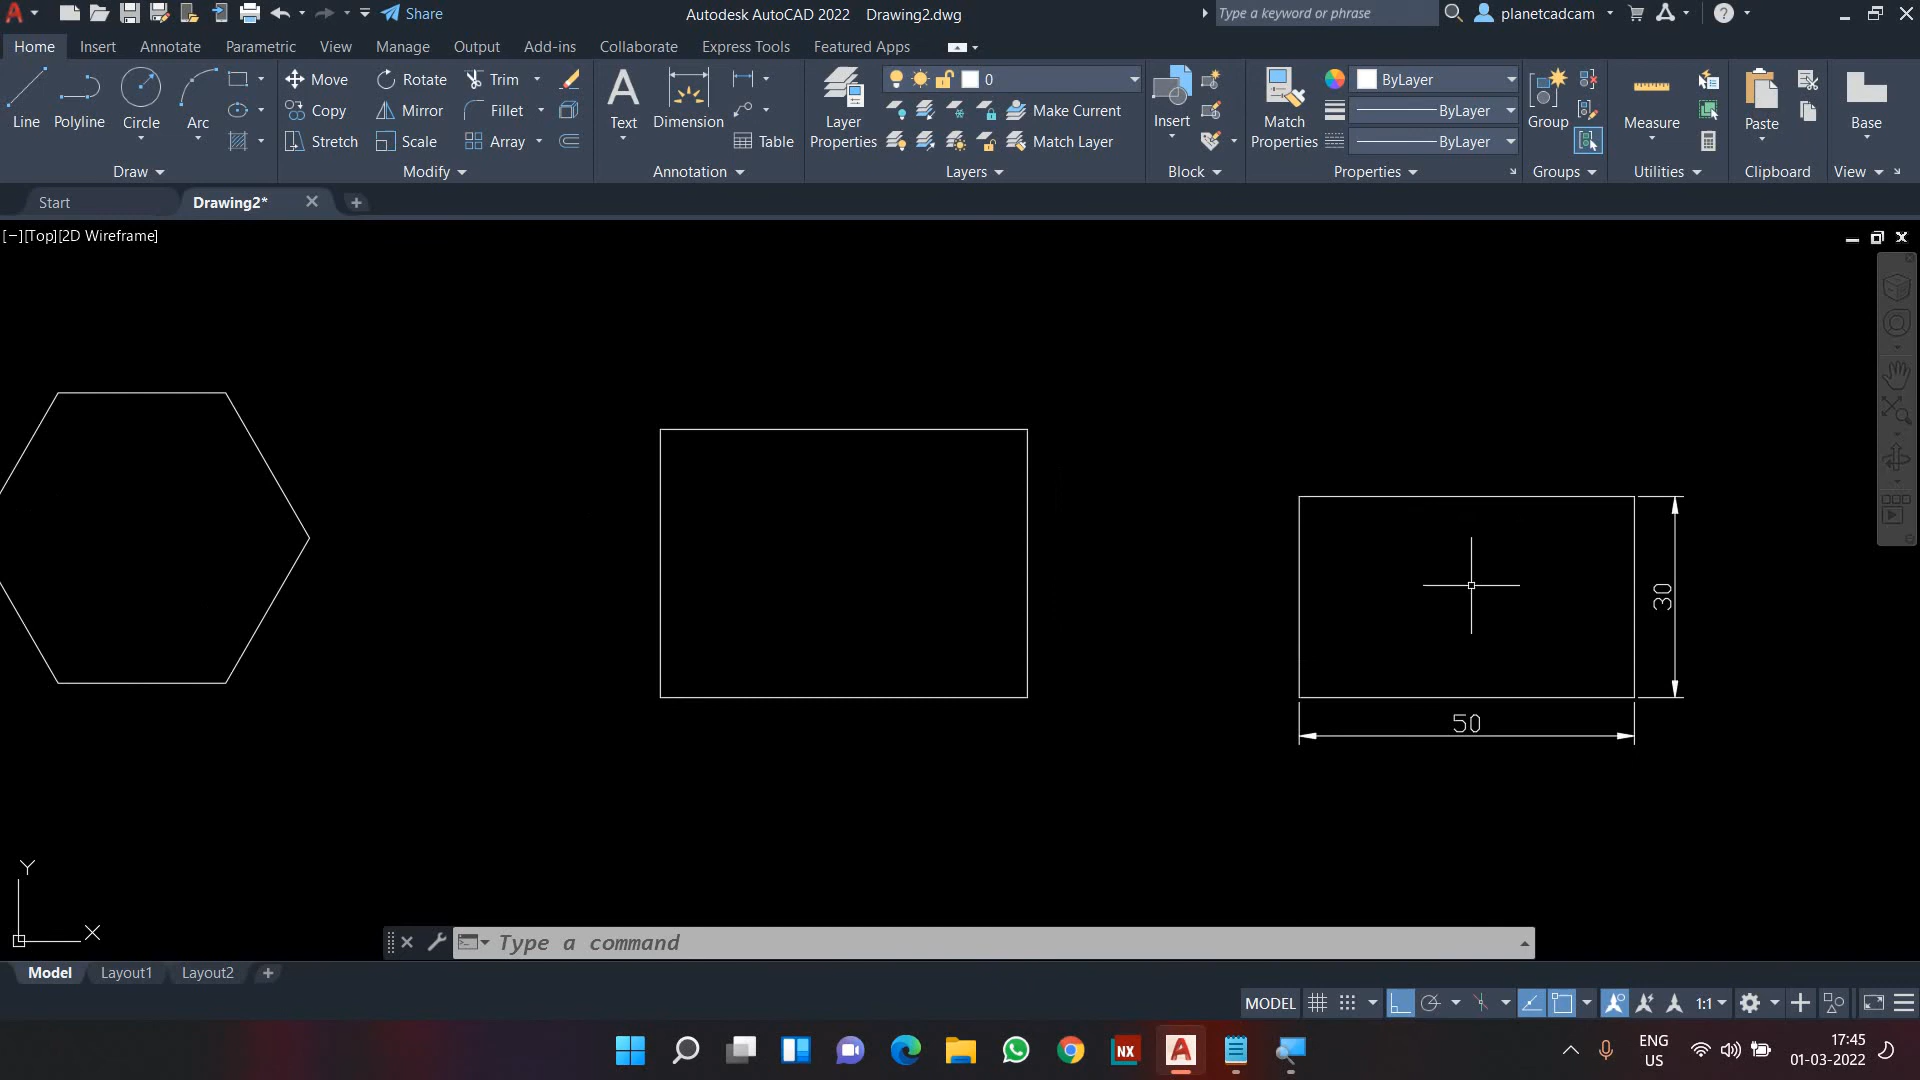 Share
Autodesk AutoCAD 2022 Drawing2.dwg
Type a keyword or phrase
planetcadcam
Home Insert Annotate Parametric View Manage Output Add-ins Collaborate Express Tools Featured Apps
Line Polyline Circle Arc
Draw
Move Rotate Trim
Copy Mirror Fillet
Stretch Scale Array
Modify
Text Dimension
Table
Annotation
Layer Properties
0
Make Current
Match Layer
Layers
Insert
Block
Match Properties
ByLayer
ByLayer
ByLayer
Properties
Group
Groups
Measure
Utilities
Paste
Clipboard
Base
View
Start Drawing2*
[−][Top][2D Wireframe]
30
50
Y
X
Type a command
Model Layout1 Layout2
MODEL 1:1
NX
ENG
US
17:45
01-03-2022